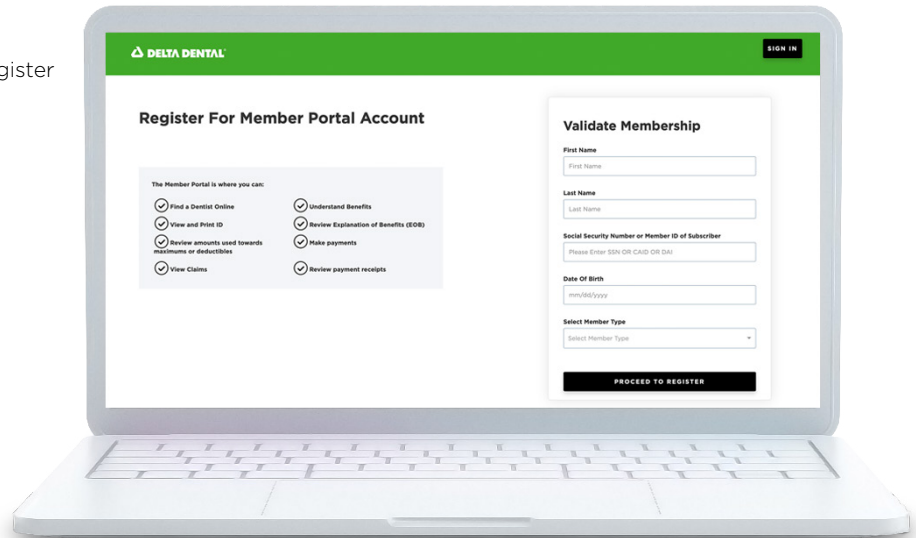 gister
DELTA DENTAL
SIGN IN
Register For Member Portal Account
The Member Portal is where you can:
Find a Dentist Online
Understand Benefits
View and Print ID
Review Explanation of Benefits (EOB)
Review amounts used towards
maximums or deductibles
Make payments
View Claims
Review payment receipts
Validate Membership
First Name
First Name
Last Name
Last Name
Social Security Number or Member ID of Subscriber
Please Enter SSN OR CAID OR DAI
Date Of Birth
mm/dd/yyyy
Select Member Type
Select Member Type
PROCEED TO REGISTER